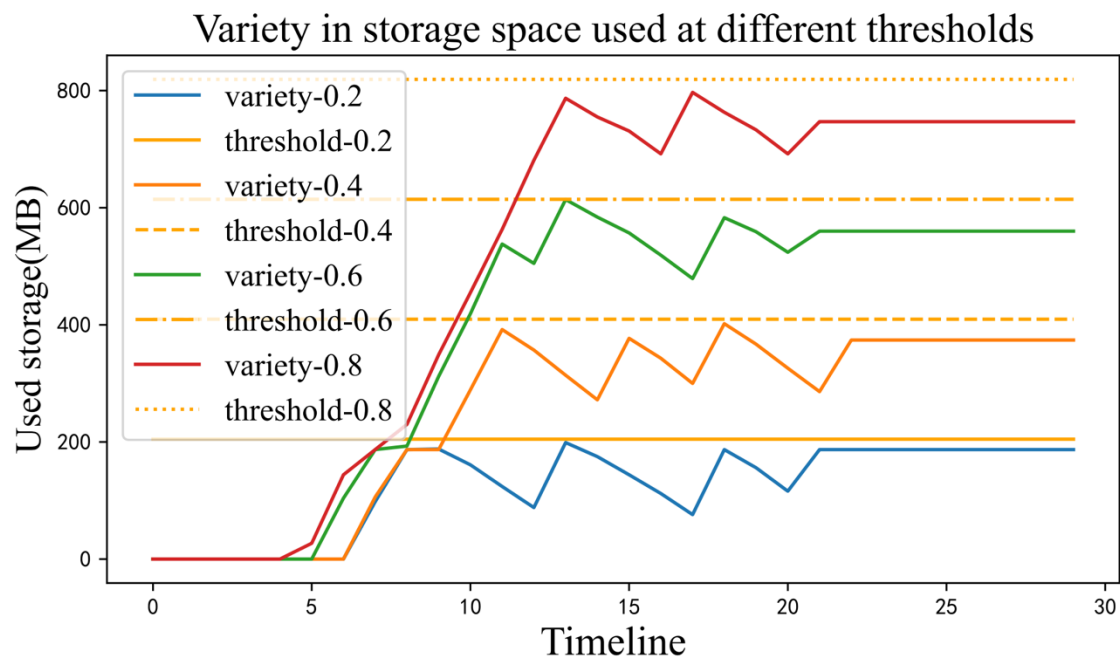 Variety in storage space used at different thresholds
Used storage(MB)
800
600
400
200
0
variety-0.2
threshold-0.2
variety-0.4
threshold-0.4
variety-0.6
threshold-0.6
variety-0.8
threshold-0.8
0 5 10 15 20 25 30
Timeline